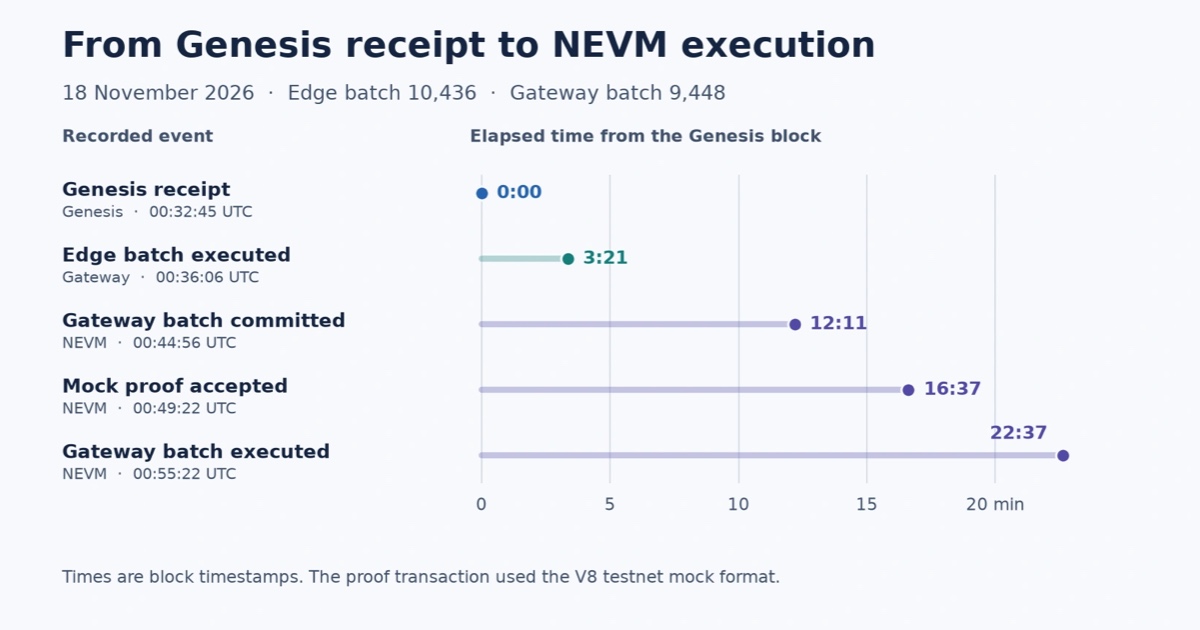 From Genesis receipt to NEVM execution
18 November 2026 · Edge batch 10,436 · Gateway batch 9,448
Recorded event
Elapsed time from the Genesis block
Genesis receipt
Genesis · 00:32:45 UTC
0:00
Edge batch executed
Gateway · 00:36:06 UTC
3:21
Gateway batch committed
NEVM · 00:44:56 UTC
12:11
Mock proof accepted
NEVM · 00:49:22 UTC
16:37
Gateway batch executed
NEVM · 00:55:22 UTC
22:37
0 5 10 15 20 min
Times are block timestamps. The proof transaction used the V8 testnet mock format.